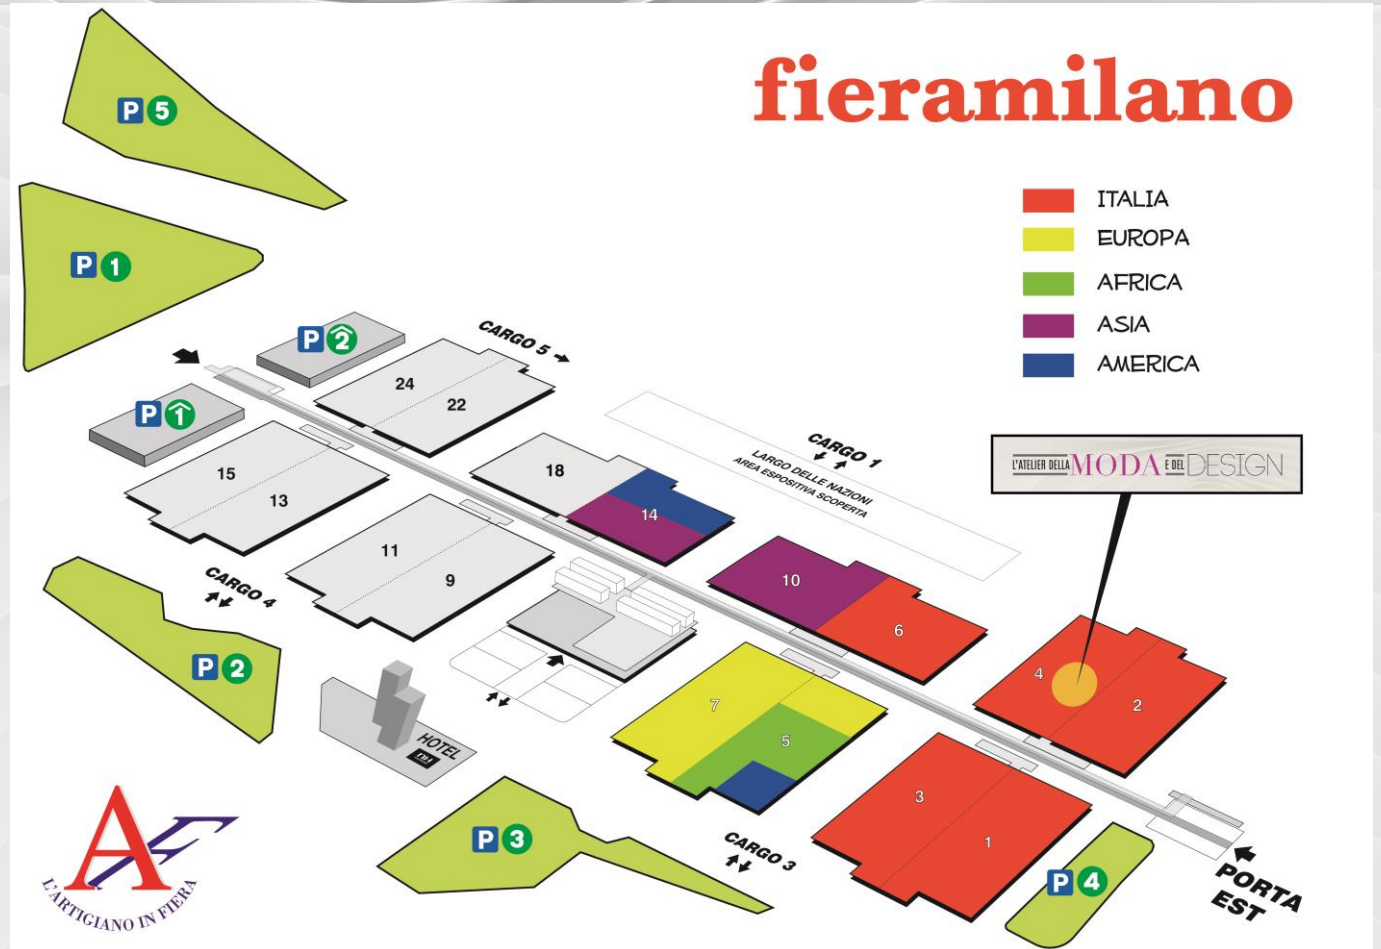 fieramilano
ITALIA
EUROPA
AFRICA
ASIA
AMERICA
P 5
P 1
P 2
P 1
CARGO 5
24
22
15
13
18
14
CARGO 1
LARGO DELLE NAZIONI
AREA ESPOSITIVA SCOPERTA
L'ATELIER DELLA MODA E DEL DESIGN
11
9
10
6
CARGO 4
P 2
4
2
7
5
HOTEL
NH
3
1
P 3
CARGO 3
P 4
PORTA
EST
AF
L'ARTIGIANO IN FIERA